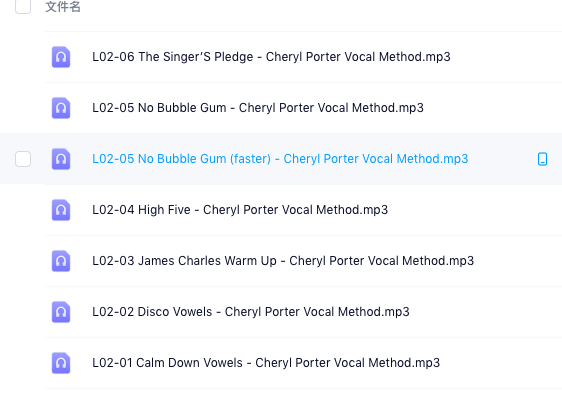 文件名
L02-06 The Singer’S Pledge - Cheryl Porter Vocal Method.mp3
L02-05 No Bubble Gum - Cheryl Porter Vocal Method.mp3
L02-05 No Bubble Gum (faster) - Cheryl Porter Vocal Method.mp3
L02-04 High Five - Cheryl Porter Vocal Method.mp3
L02-03 James Charles Warm Up - Cheryl Porter Vocal Method.mp3
L02-02 Disco Vowels - Cheryl Porter Vocal Method.mp3
L02-01 Calm Down Vowels - Cheryl Porter Vocal Method.mp3